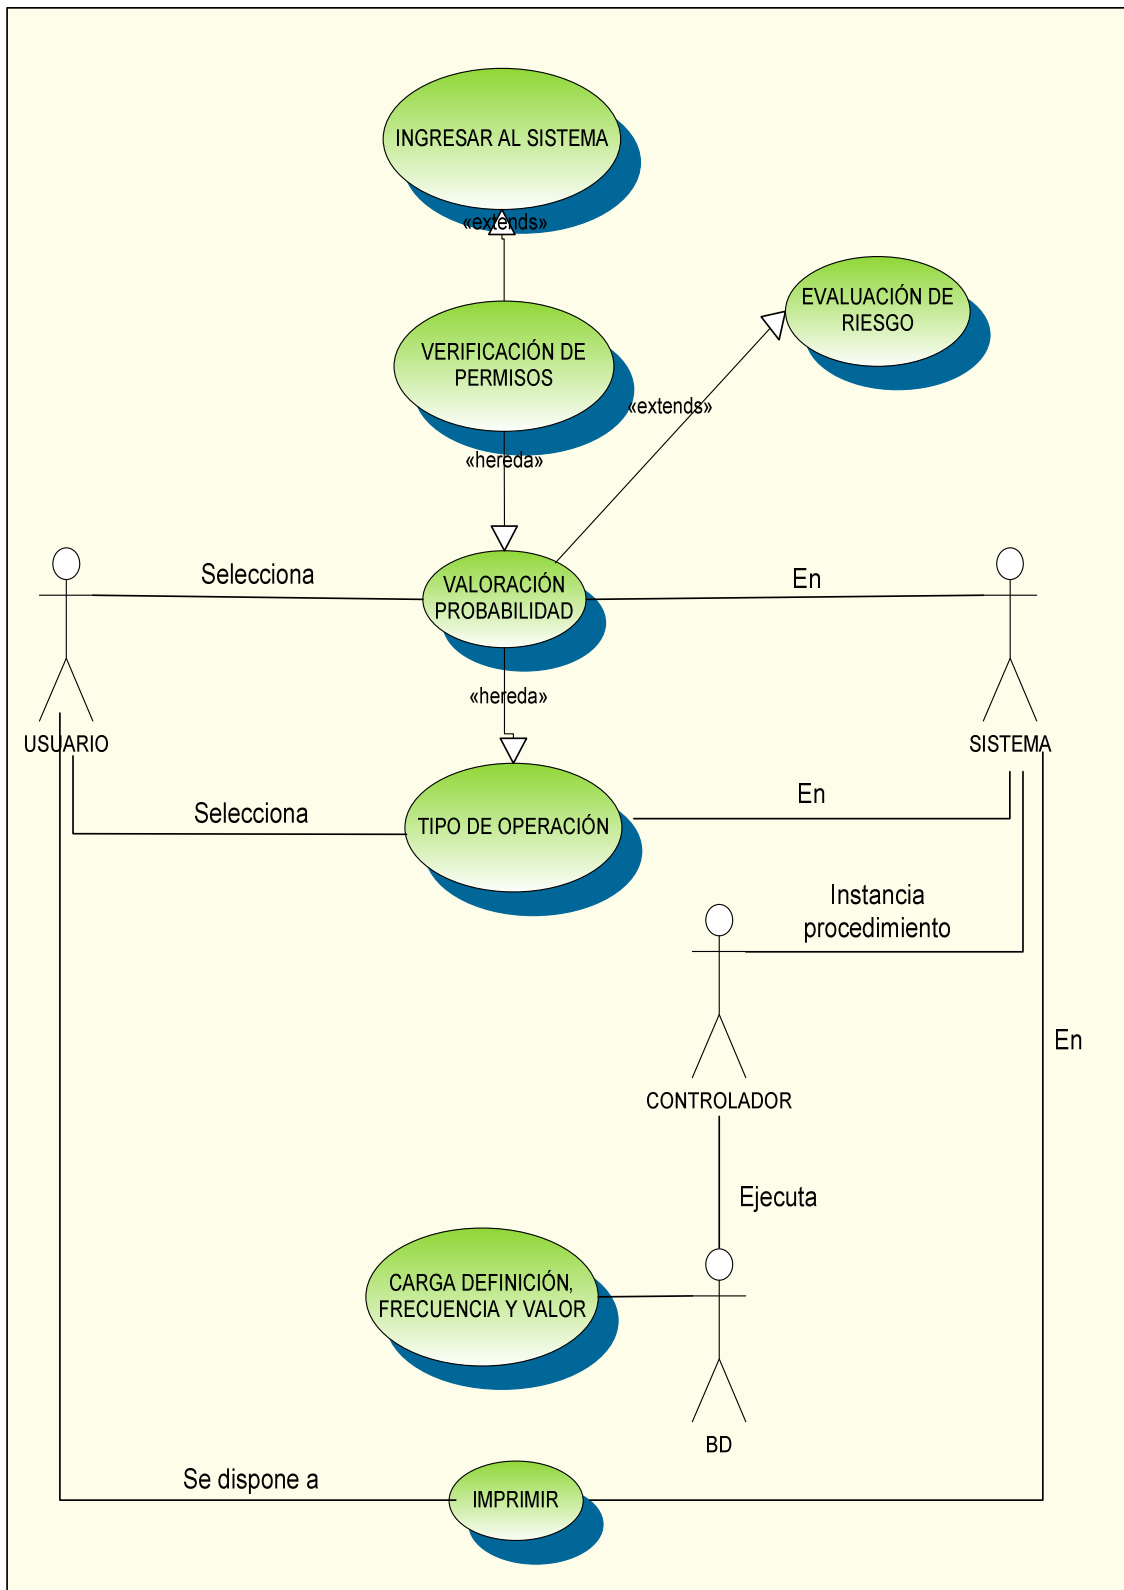 INGRESAR AL SISTEMA
«extends»
EVALUACIÓN DE
RIESGO
VERIFICACIÓN DE
PERMISOS
«extends»
«hereda»
Selecciona
VALORACIÓN
PROBABILIDAD
En
«hereda»
USUARIO
SISTEMA
Selecciona
TIPO DE OPERACIÓN
En
Instancia
procedimiento
En
CONTROLADOR
Ejecuta
CARGA DEFINICIÓN,
FRECUENCIA Y VALOR
BD
Se dispone a
IMPRIMIR